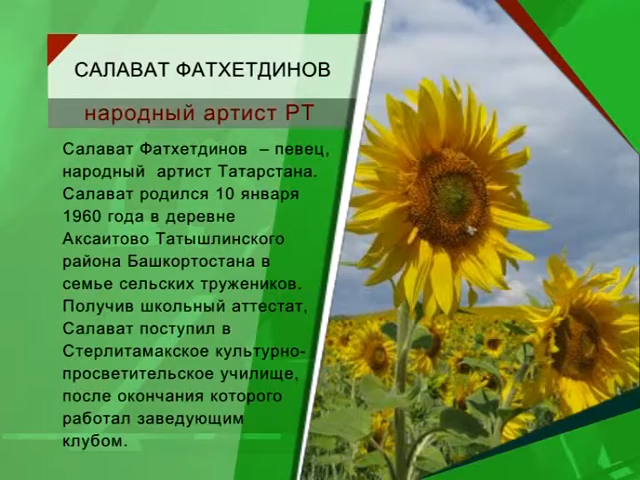 САЛАВАТ ФАТХЕТДИНОВ
народный артист РТ
Салават Фатхетдинов – певец,
народный артист Татарстана.
Салават родился 10 января
1960 года в деревне
Аксаитово Татышлинского
района Башкортостана в
семье сельских тружеников.
Получив школьный аттестат,
Салават поступил в
Стерлитамакское культурно-
просветительское училище,
после окончания которого
работал заведующим
клубом.